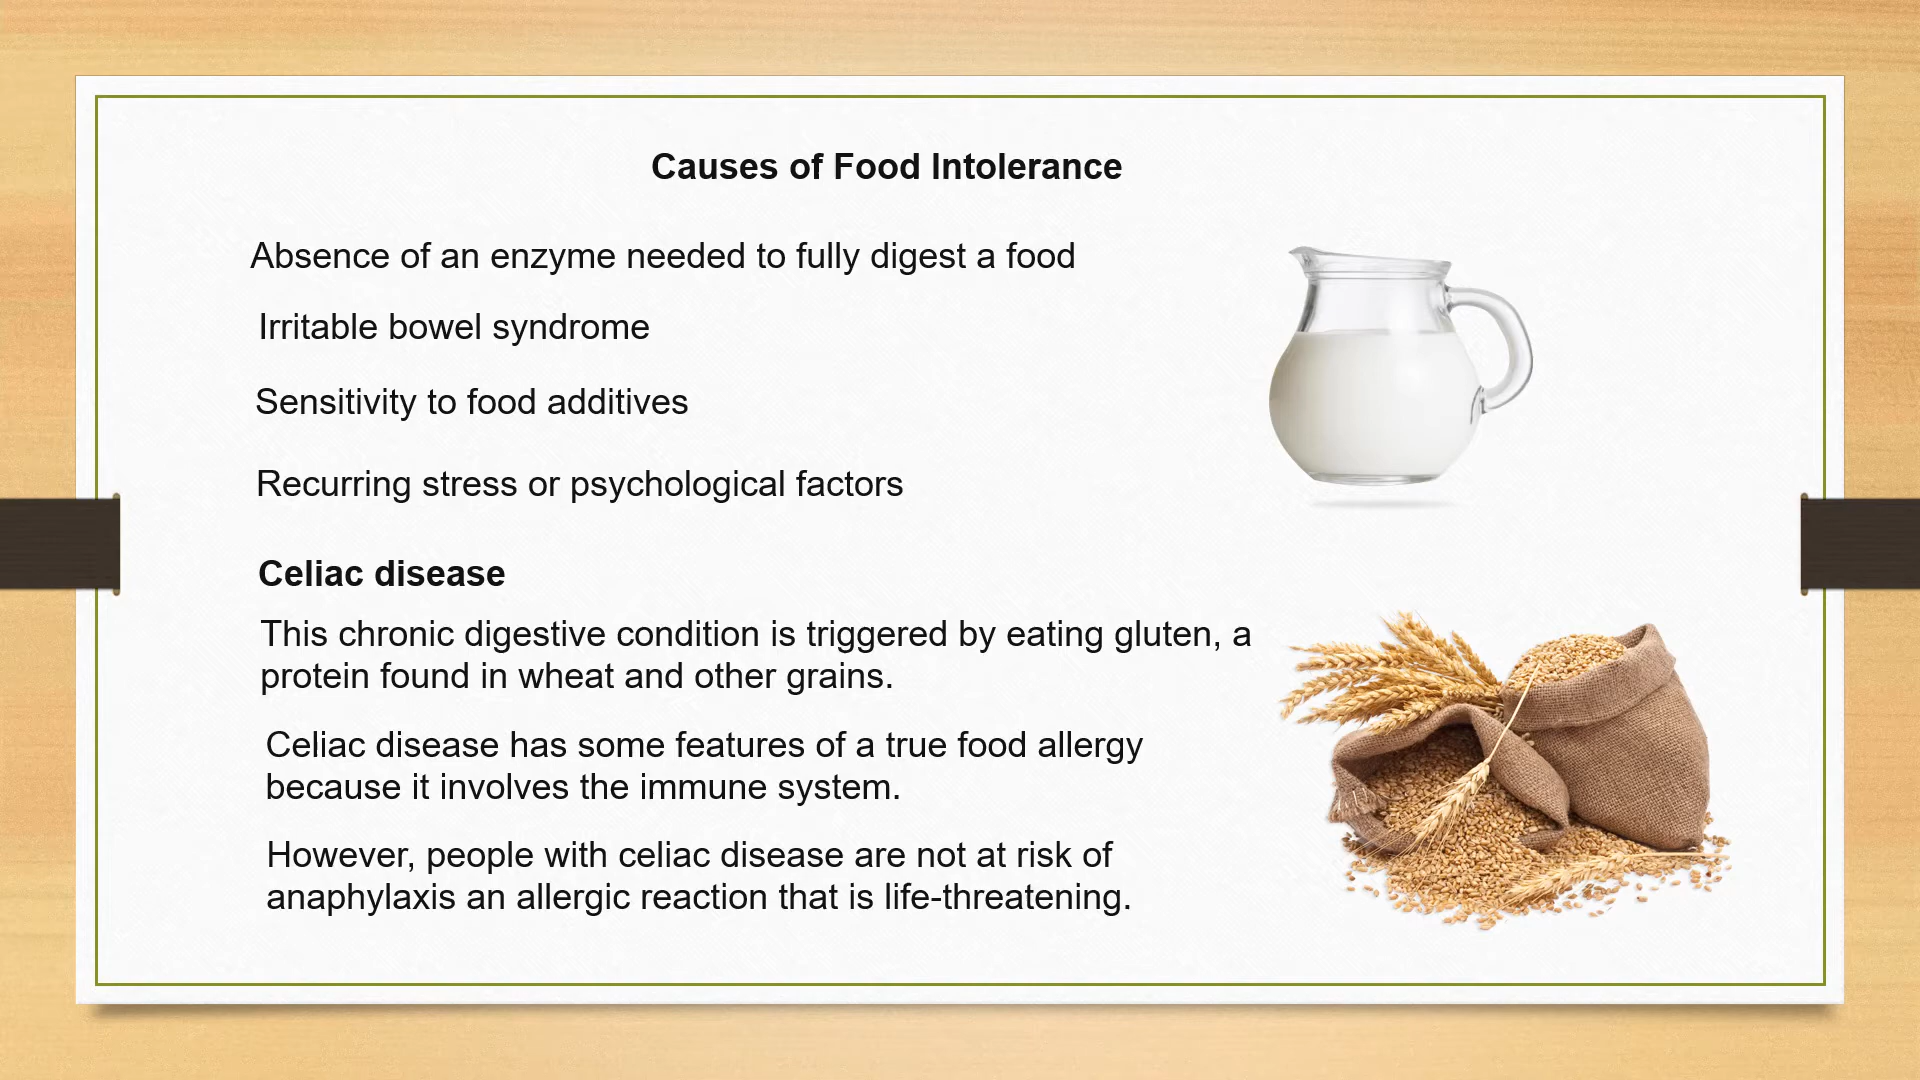 Causes of Food Intolerance
Absence of an enzyme needed to fully digest a food
Irritable bowel syndrome
Sensitivity to food additives
Recurring stress or psychological factors
Celiac disease
This chronic digestive condition is triggered by eating gluten, a
protein found in wheat and other grains.
Celiac disease has some features of a true food allergy
because it involves the immune system.
However, people with celiac disease are not at risk of
anaphylaxis an allergic reaction that is life-threatening.